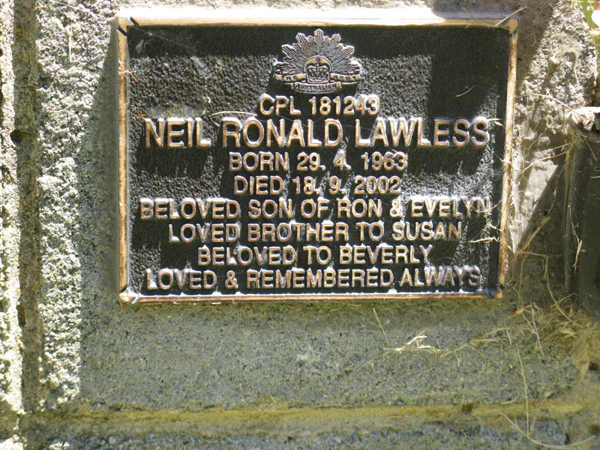 CPL 181243
NEIL RONALD LAWLESS
BORN 29. 4. 1963
DIED 18. 9. 2002
BELOVED SON OF RON & EVELYN
LOVED BROTHER TO SUSAN
BELOVED TO BEVERLY
LOVED & REMEMBERED ALWAYS